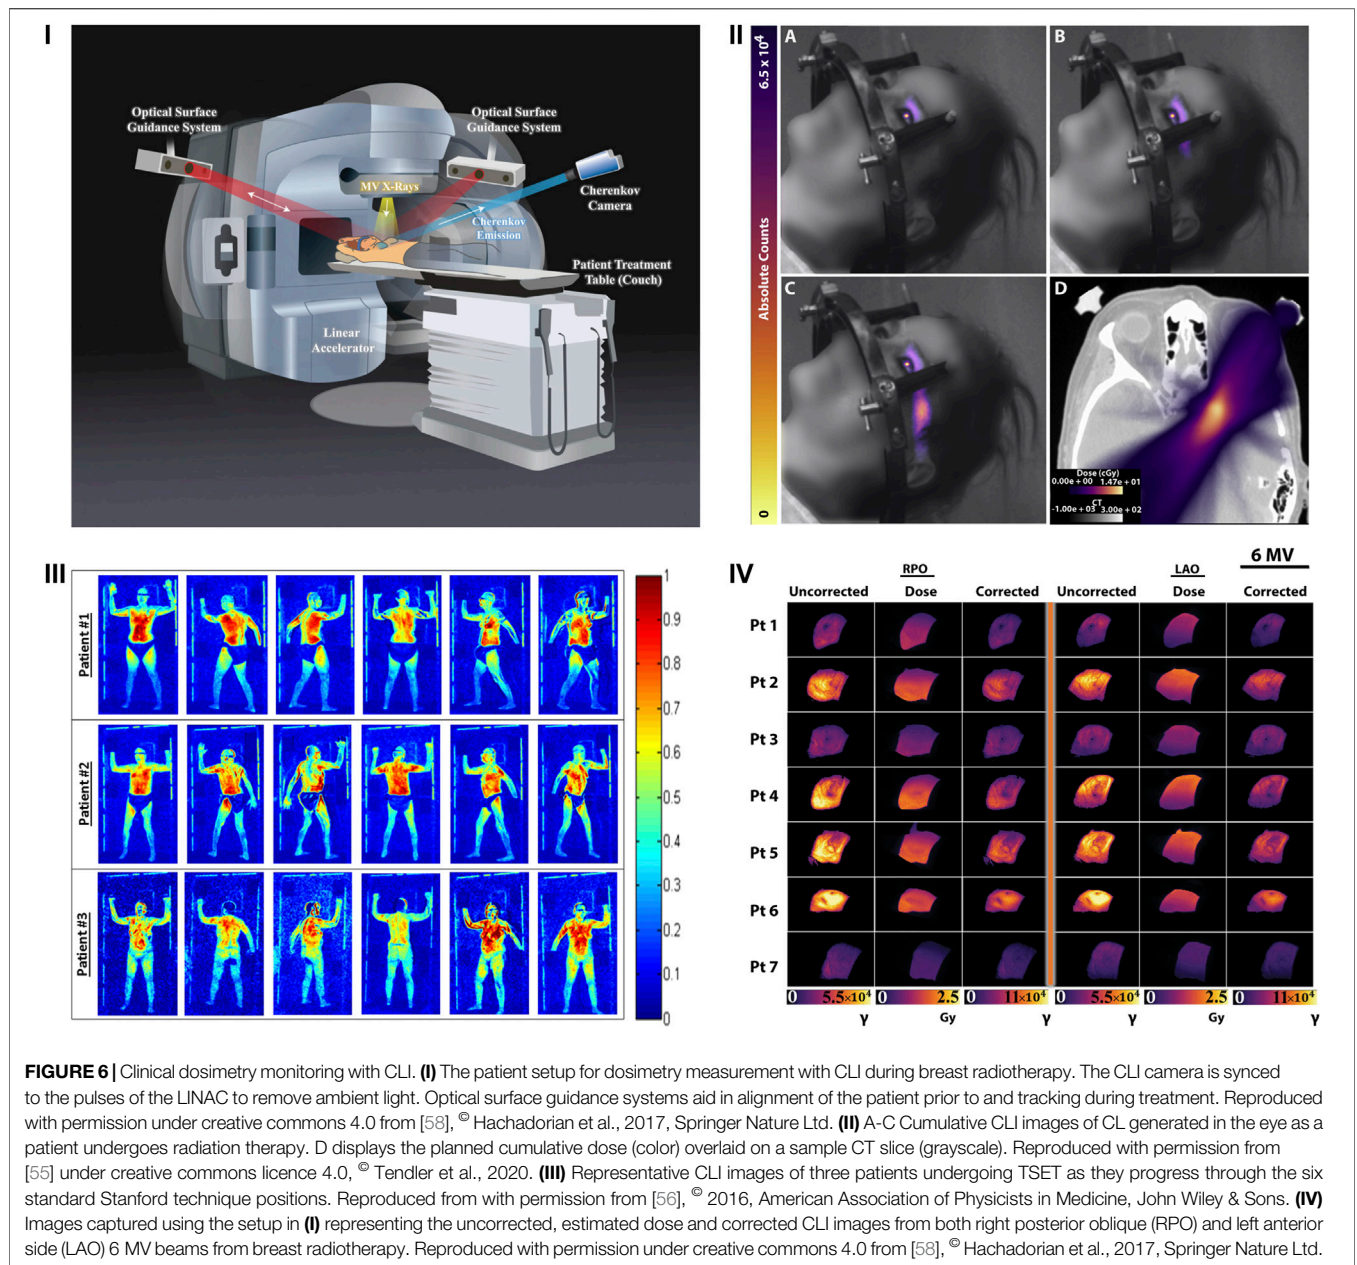 I
Optical Surface
Guidance System
Optical Surface
Guidance System
MV X-Rays
Cherenkov
Camera
Cherenkov
Emission
Patient Treatment
Table (Couch)
Linear
Accelerator
II
A
B
C
D
6.5 x 10⁴
Absolute Counts
0
Dose (cGy)
0.00e + 00 1.47e + 01
CT
-1.00e + 03 3.00e + 02
III
Patient #1
Patient #2
Patient #3
1
0.9
0.8
0.7
0.6
0.5
0.4
0.3
0.2
0.1
0
IV
6 MV
RPO
LAO
Uncorrected Dose Corrected Uncorrected Dose Corrected
Pt 1
Pt 2
Pt 3
Pt 4
Pt 5
Pt 6
Pt 7
0 5.5×10⁴ 0 2.5 0 11×10⁴ 0 5.5×10⁴ 0 2.5 0 11×10⁴
γ Gy γ γ Gy γ
FIGURE 6 | Clinical dosimetry monitoring with CLI. (I) The patient setup for dosimetry measurement with CLI during breast radiotherapy. The CLI camera is synced
to the pulses of the LINAC to remove ambient light. Optical surface guidance systems aid in alignment of the patient prior to and tracking during treatment. Reproduced
with permission under creative commons 4.0 from [58], © Hachadorian et al., 2017, Springer Nature Ltd. (II) A-C Cumulative CLI images of CL generated in the eye as a
patient undergoes radiation therapy. D displays the planned cumulative dose (color) overlaid on a sample CT slice (grayscale). Reproduced with permission from
[55] under creative commons licence 4.0, © Tendler et al., 2020. (III) Representative CLI images of three patients undergoing TSET as they progress through the six
standard Stanford technique positions. Reproduced from with permission from [56], © 2016, American Association of Physicists in Medicine, John Wiley & Sons. (IV)
Images captured using the setup in (I) representing the uncorrected, estimated dose and corrected CLI images from both right posterior oblique (RPO) and left anterior
side (LAO) 6 MV beams from breast radiotherapy. Reproduced with permission under creative commons 4.0 from [58], © Hachadorian et al., 2017, Springer Nature Ltd.